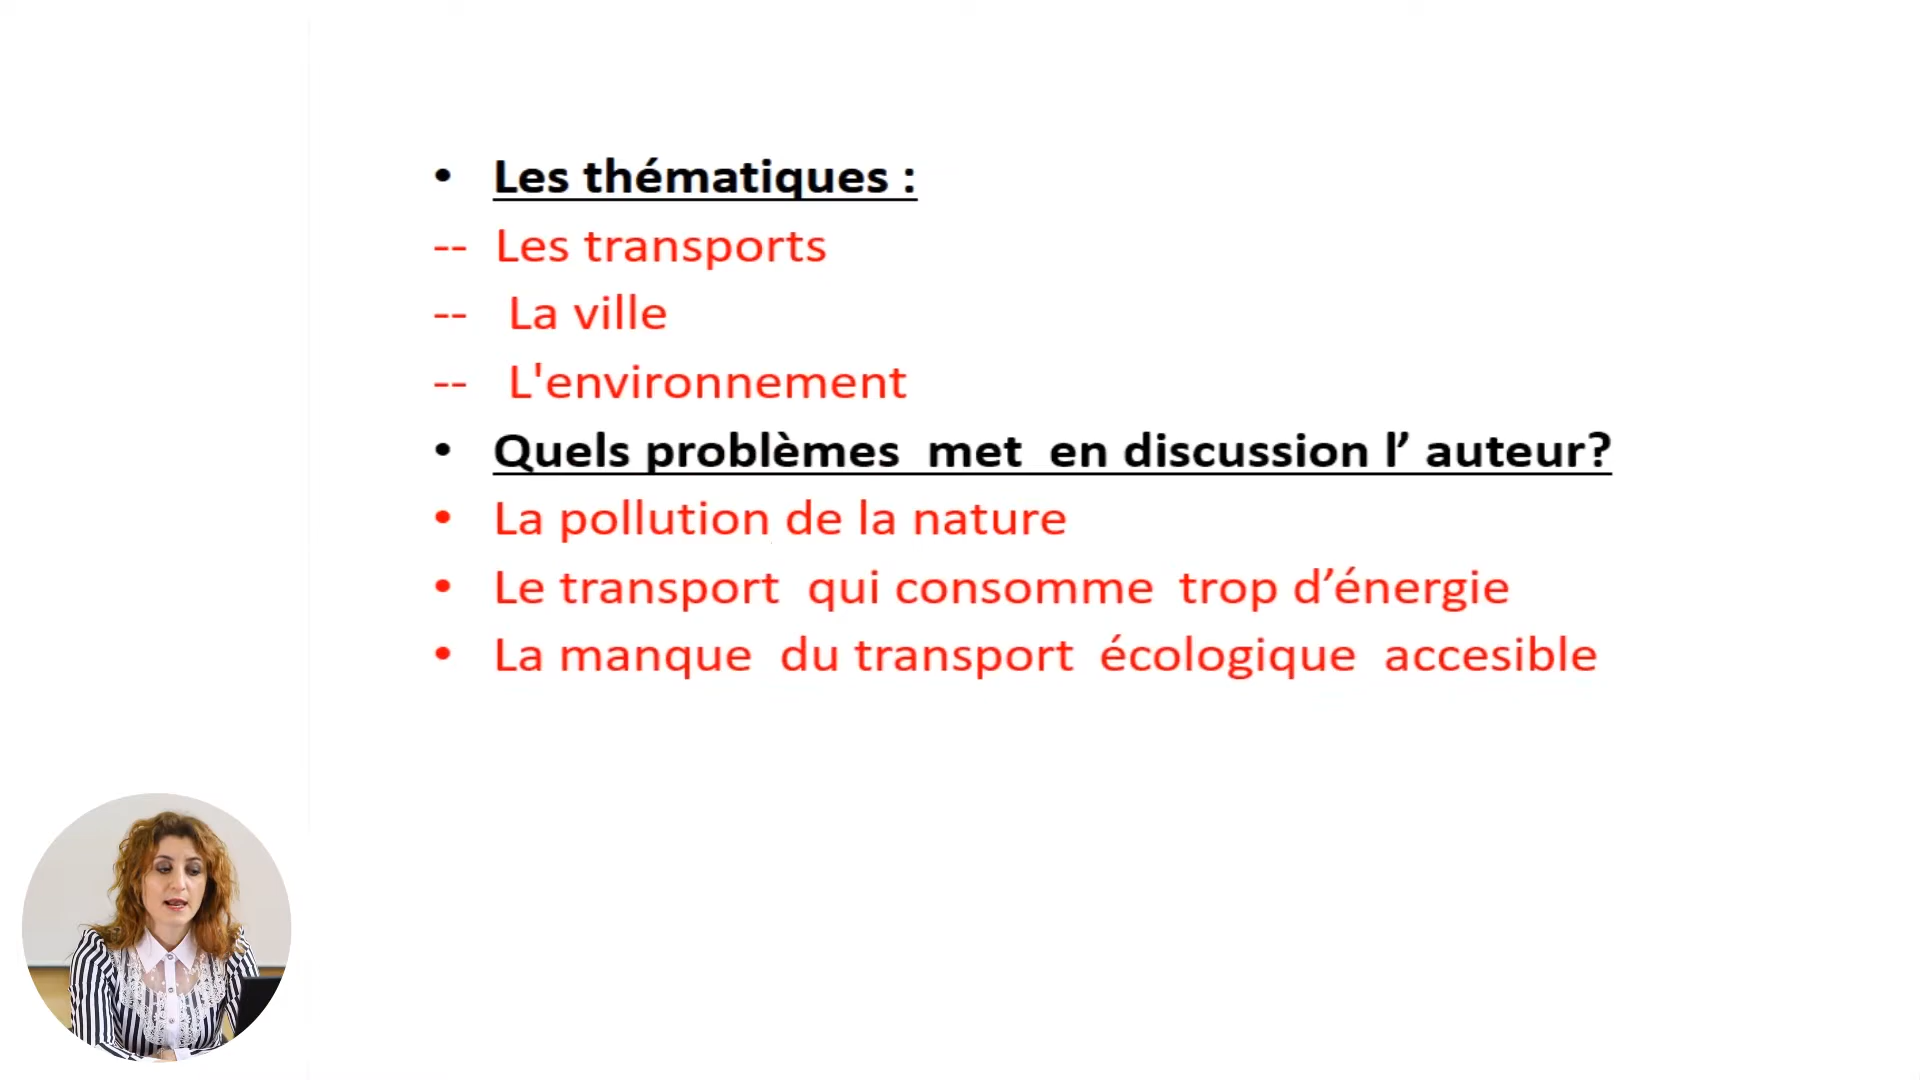 • Les thématiques :
-- Les transports
-- La ville
-- L'environnement
• Quels problèmes met en discussion l’ auteur?
• La pollution de la nature
• Le transport qui consomme trop d’énergie
• La manque du transport écologique accesible